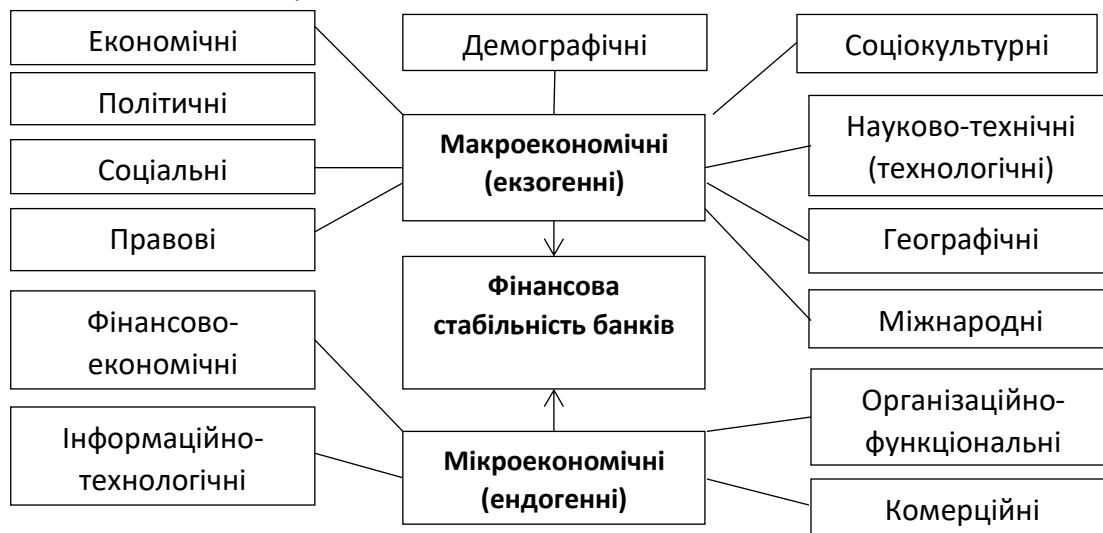 Економічні
Демографічні
Соціокультурні
Політичні
Макроекономічні
(екзогенні)
Науково-технічні
(технологічні)
Соціальні
Правові
Географічні
Фінансова
стабільність банків
Фінансово-
економічні
Міжнародні
Інформаційно-
технологічні
Мікроекономічні
(ендогенні)
Організаційно-
функціональні
Комерційні